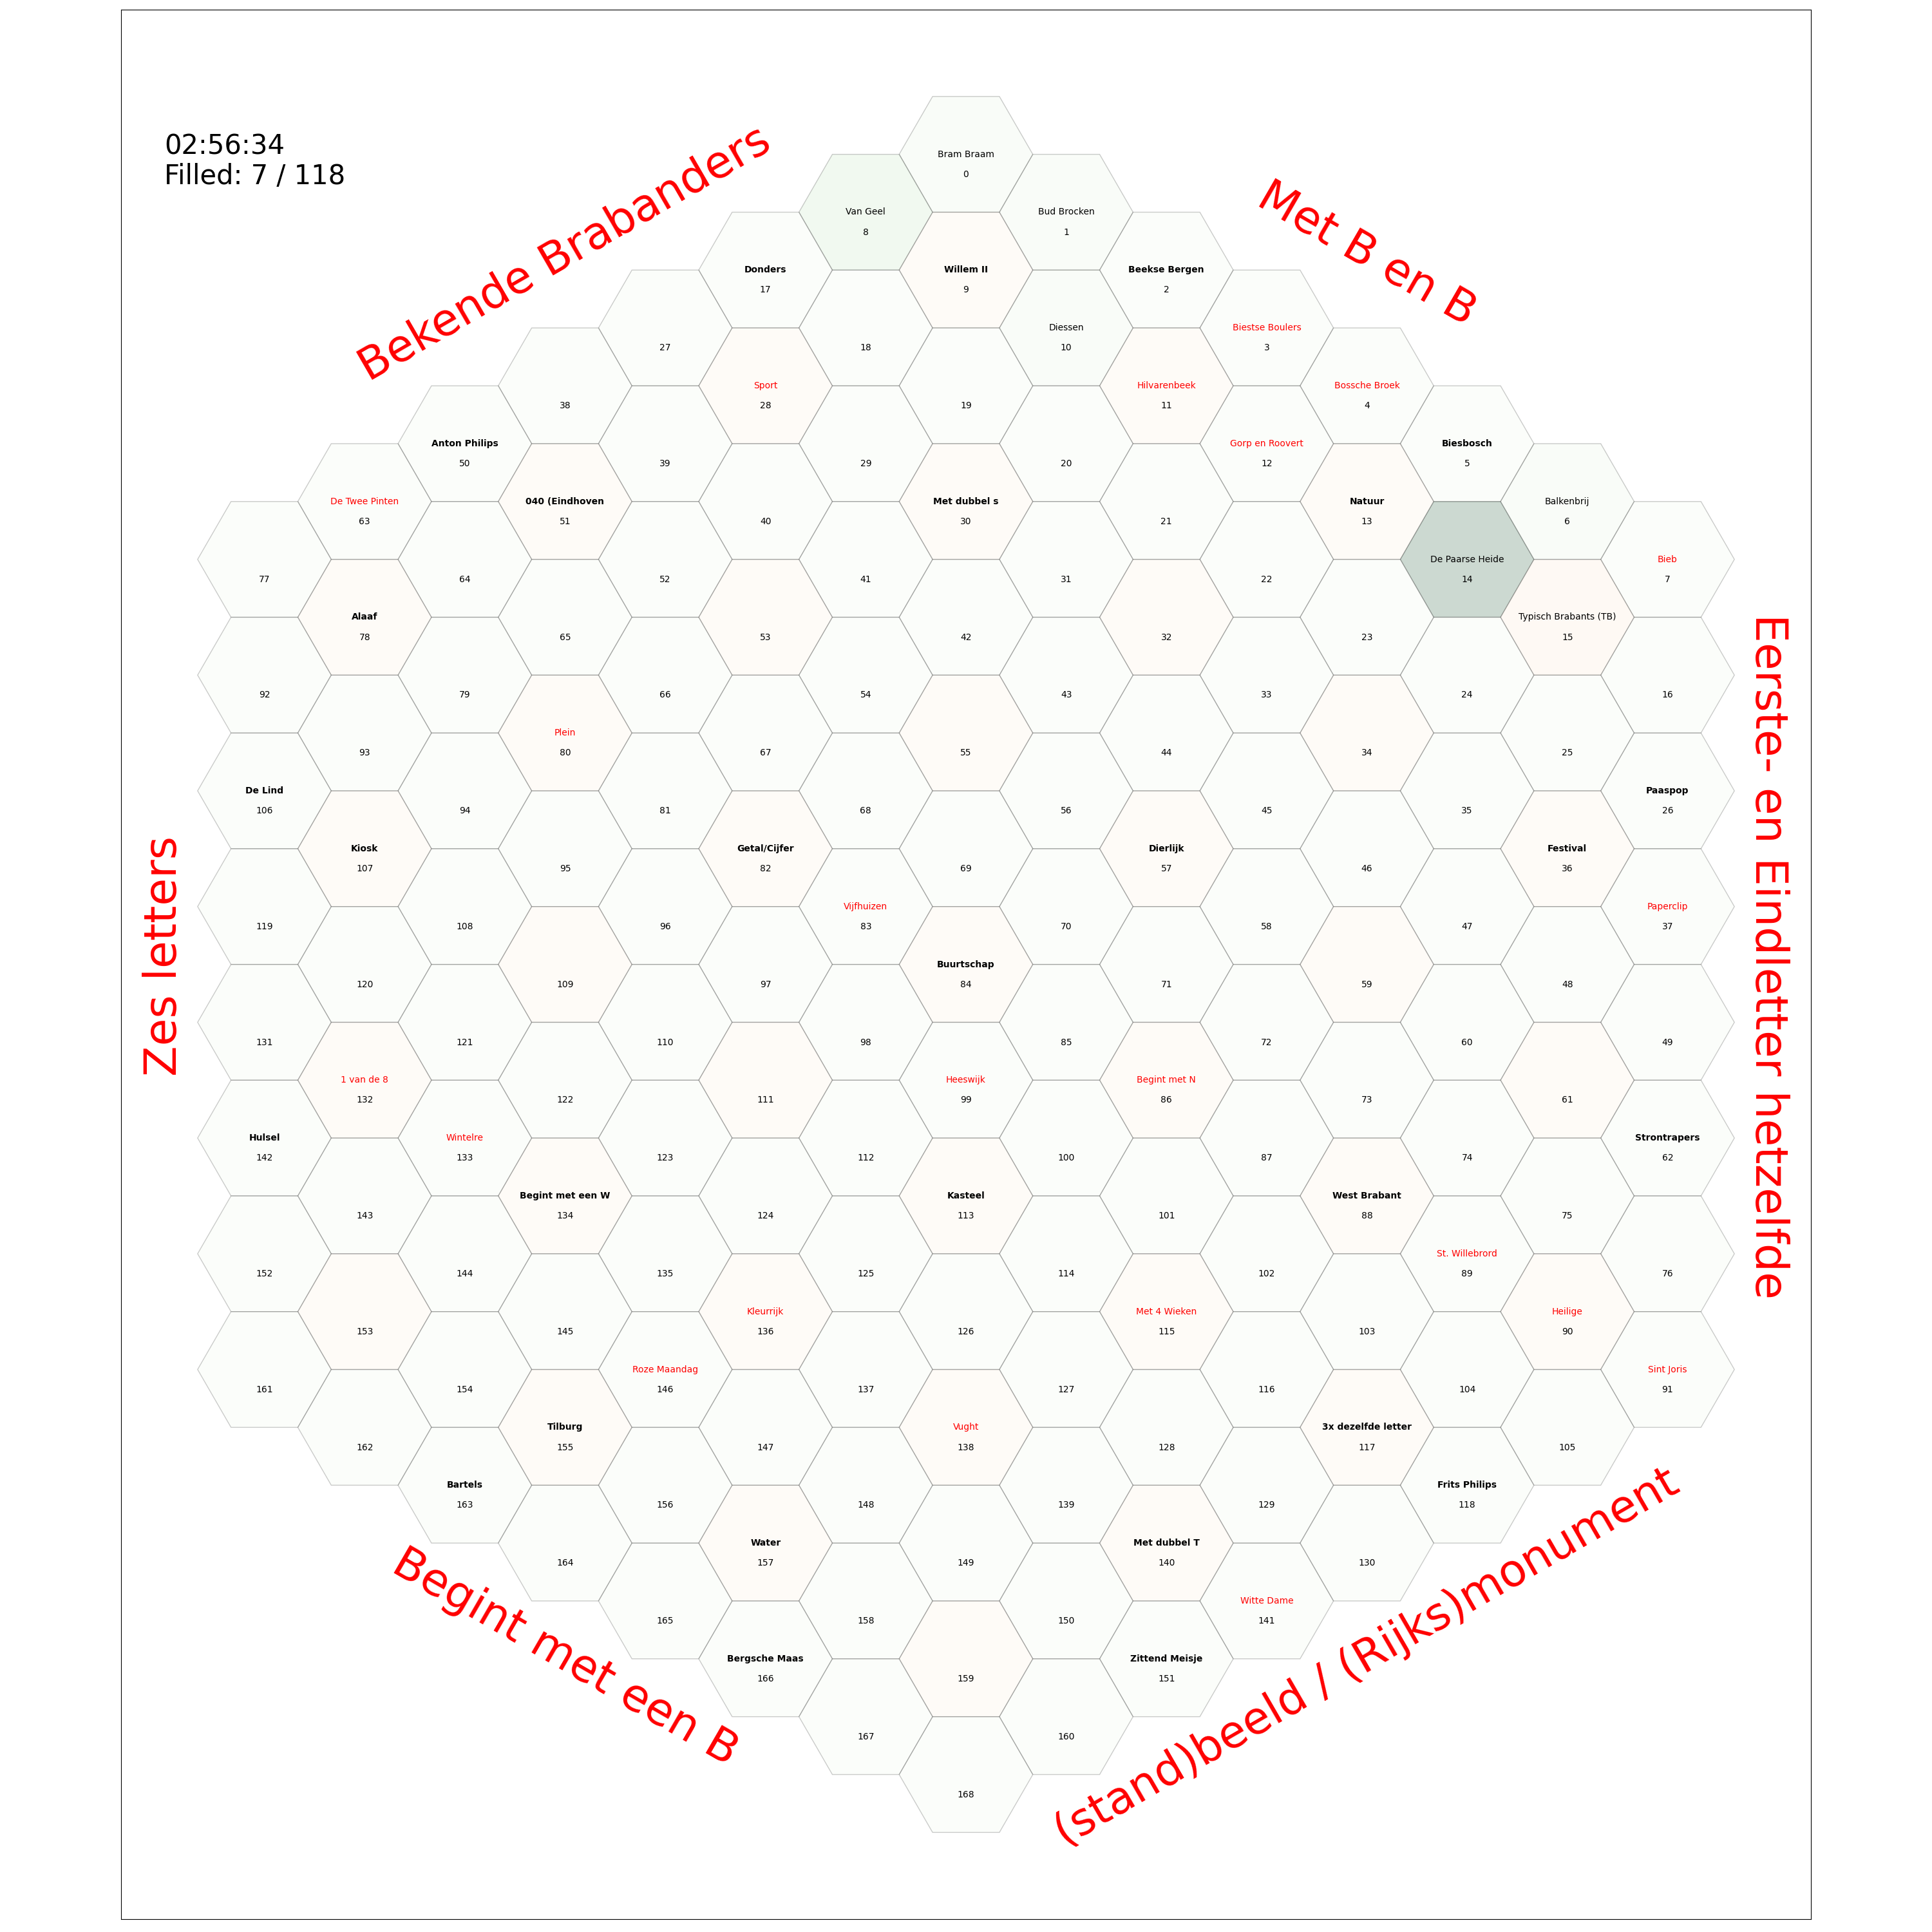 02:56:34
Filled: 7 / 118
Bekende Brabanders
Met B en B
Eerste- en Eindletter hetzelfde
(stand)beeld / (Rijks)monument
Begint met een B
Zes letters
Bram Braam
0
Van Geel
8
Bud Brocken
1
Donders
17
Willem II
9
Beekse Bergen
2
27
18
Diessen
10
Biestse Boulers
3
38
Sport
28
19
Hilvarenbeek
11
Bossche Broek
4
Anton Philips
50
39
29
20
Gorp en Roovert
12
Biesbosch
5
De Twee Pinten
63
040 (Eindhoven
51
40
Met dubbel s
30
21
Natuur
13
Balkenbrij
6
77
64
52
41
31
22
De Paarse Heide
14
Bieb
7
Alaaf
78
65
53
42
32
23
Typisch Brabants (TB)
15
92
79
66
54
43
33
24
16
93
Plein
80
67
55
44
34
25
De Lind
106
94
81
68
56
45
35
Paaspop
26
Kiosk
107
95
Getal/Cijfer
82
69
Dierlijk
57
46
Festival
36
119
108
96
Vijfhuizen
83
70
58
47
Paperclip
37
120
109
97
Buurtschap
84
71
59
48
131
121
110
98
85
72
60
49
1 van de 8
132
122
111
Heeswijk
99
Begint met N
86
73
61
Hulsel
142
Wintelre
133
123
112
100
87
74
Strontrapers
62
143
Begint met een W
134
124
Kasteel
113
101
West Brabant
88
75
152
144
135
125
114
102
St. Willebrord
89
76
153
145
Kleurrijk
136
126
Met 4 Wieken
115
103
Heilige
90
161
154
Roze Maandag
146
137
127
116
104
Sint Joris
91
162
Tilburg
155
147
Vught
138
128
3x dezelfde letter
117
105
Bartels
163
156
148
139
129
Frits Philips
118
164
Water
157
149
Met dubbel T
140
130
165
158
150
Witte Dame
141
Bergsche Maas
166
159
Zittend Meisje
151
167
160
168